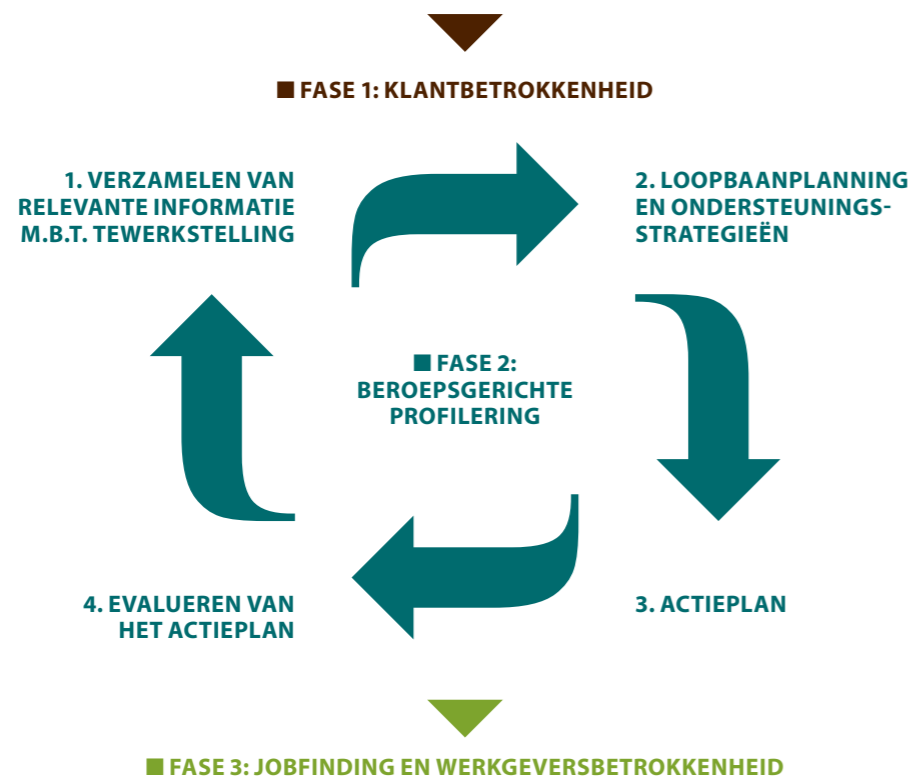 ■ FASE 1: KLANTBETROKKENHEID
1. VERZAMELEN VAN
RELEVANTE INFORMATIE
M.B.T. TEWERKSTELLING
2. LOOPBAANPLANNING
EN ONDERSTEUNINGS-
STRATEGIEËN
■ FASE 2:
BEROEPSGERICHTE
PROFILERING
4. EVALUEREN VAN
HET ACTIEPLAN
3. ACTIEPLAN
■ FASE 3: JOBFINDING EN WERKGEVERSBETROKKENHEID